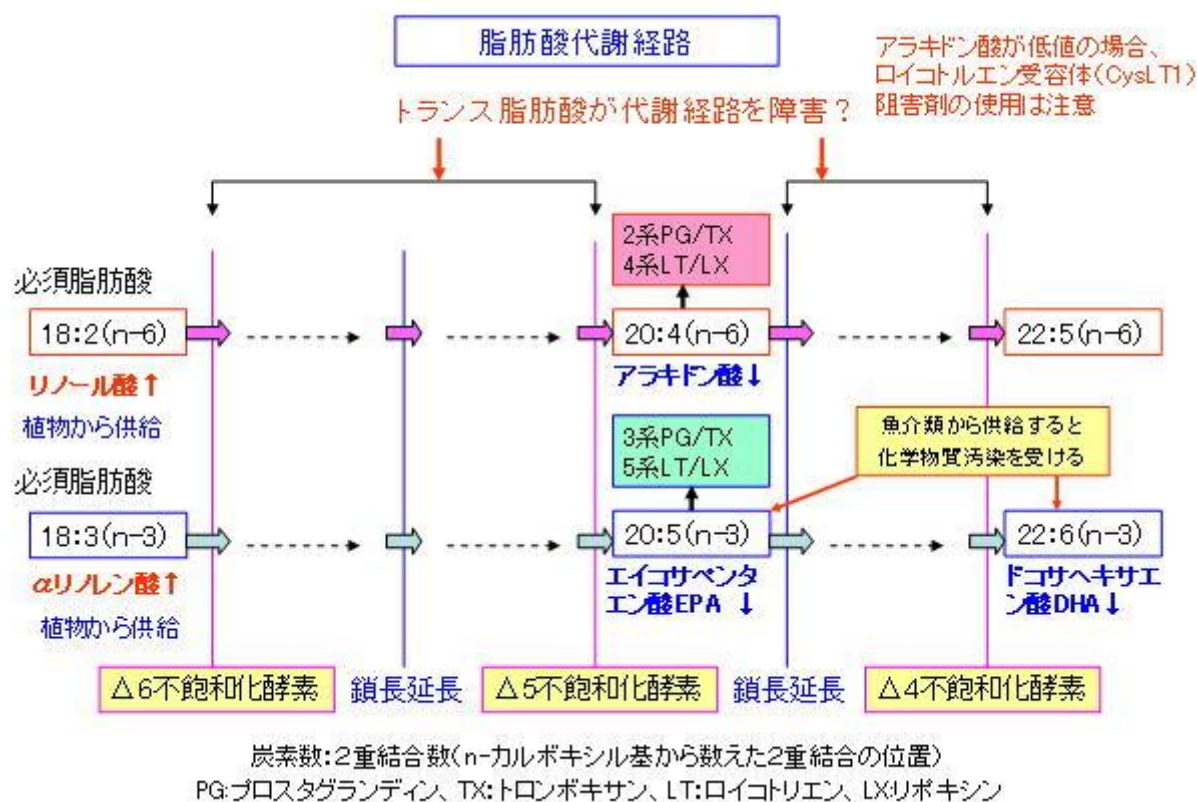 脂肪酸代謝経路
アラキドン酸が低値の場合、
ロイコトルエン受容体(CysLT1)
阻害剤の使用は注意
トランス脂肪酸が代謝経路を障害?
2系PG/TX
4系LT/LX
必須脂肪酸
18:2(n-6)
20:4(n-6)
22:5(n-6)
リノール酸↑
アラキドン酸↓
植物から供給
3系PG/TX
5系LT/LX
魚介類から供給すると
化学物質汚染を受ける
必須脂肪酸
18:3(n-3)
20:5(n-3)
22:6(n-3)
αリノレン酸↑
エイコサペンタ
エン酸EPA ↓
ドコサヘキサエ
ン酸DHA↓
植物から供給
△6不飽和化酵素
鎖長延長
△5不飽和化酵素
鎖長延長
△4不飽和化酵素
炭素数:2重結合数(n-カルボキシル基から数えた2重結合の位置)
PG:プロスタグランディン、TX:トロンボキサン、LT:ロイコトリエン、LX:リポキシン